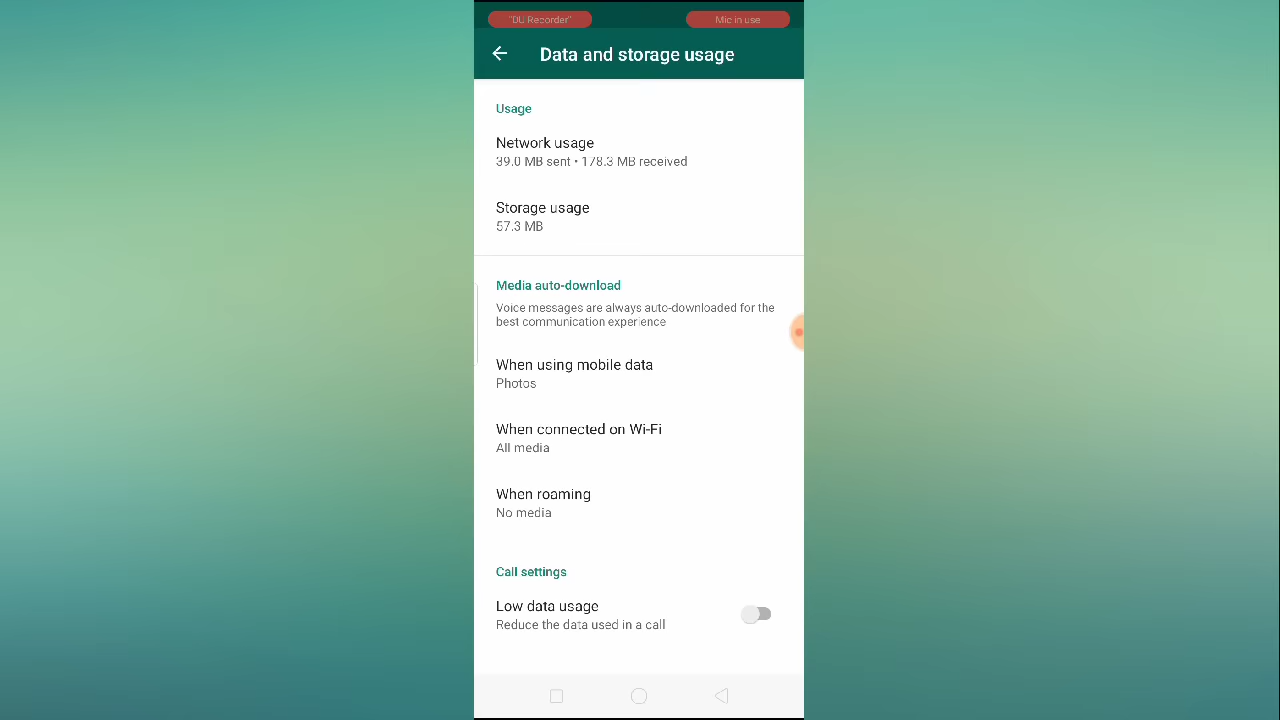 "DU Recorder"
Mic in use
Data and storage usage
Usage
Network usage
39.0 MB sent • 178.3 MB received
Storage usage
57.3 MB
Media auto-download
Voice messages are always auto-downloaded for the
best communication experience
When using mobile data
Photos
When connected on Wi-Fi
All media
When roaming
No media
Call settings
Low data usage
Reduce the data used in a call